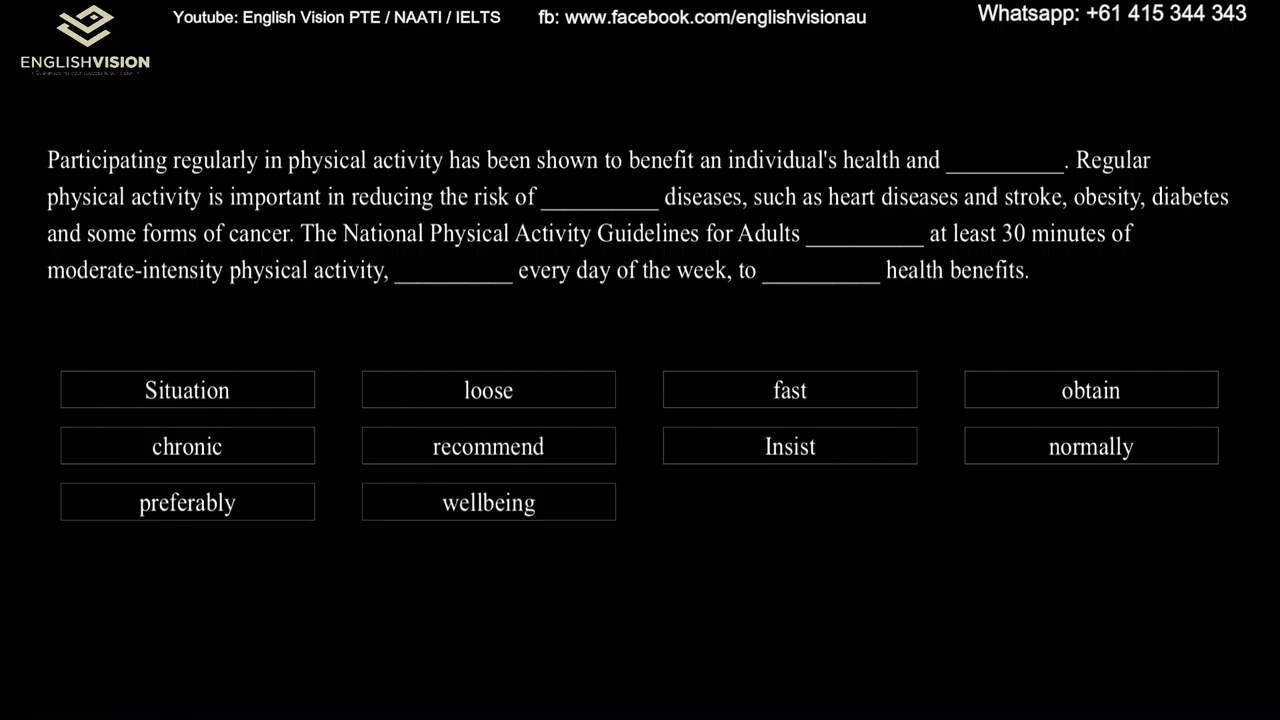 Youtube: English Vision PTE / NAATI / IELTS fb: www.facebook.com/englishvisionau Whatsapp: +61 415 344 343
ENGLISHVISION
Participating regularly in physical activity has been shown to benefit an individual's health and __________. Regular
physical activity is important in reducing the risk of __________ diseases, such as heart diseases and stroke, obesity, diabetes
and some forms of cancer. The National Physical Activity Guidelines for Adults __________ at least 30 minutes of
moderate-intensity physical activity, __________ every day of the week, to __________ health benefits.
Situation loose fast obtain
chronic recommend Insist normally
preferably wellbeing